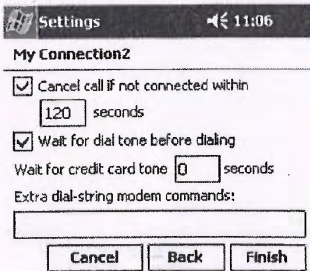 Settings 11:06
My Connection2
Cancel call if not connected within
120 seconds
Wait for dial tone before dialing
Wait for credit card tone 0 seconds
Extra dial-string modem commands:
Cancel Back Finish